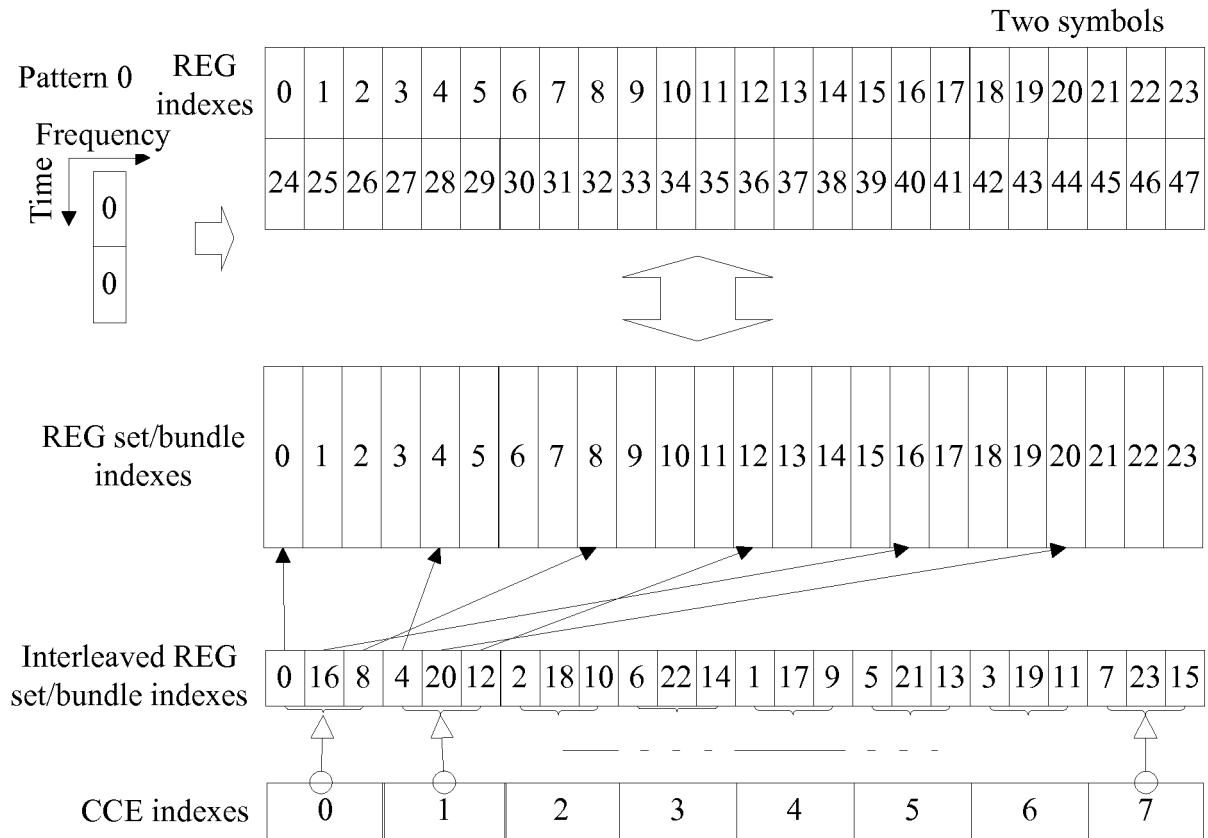 Two symbols
Pattern 0
REG
indexes
0 1 2 3 4 5 6 7 8 9 10 11 12 13 14 15 16 17 18 19 20 21 22 23
Frequency
Time
24 25 26 27 28 29 30 31 32 33 34 35 36 37 38 39 40 41 42 43 44 45 46 47
0
0
REG set/bundle
indexes
0 1 2 3 4 5 6 7 8 9 10 11 12 13 14 15 16 17 18 19 20 21 22 23
Interleaved REG
set/bundle indexes
0 16 8 4 20 12 2 18 10 6 22 14 1 17 9 5 21 13 3 19 11 7 23 15
CCE indexes
0 1 2 3 4 5 6 7